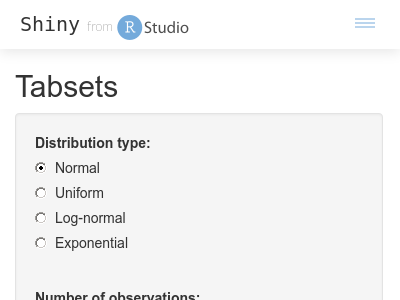 Shiny from R Studio
Tabsets
Distribution type:
Normal
Uniform
Log-normal
Exponential
Number of observations: